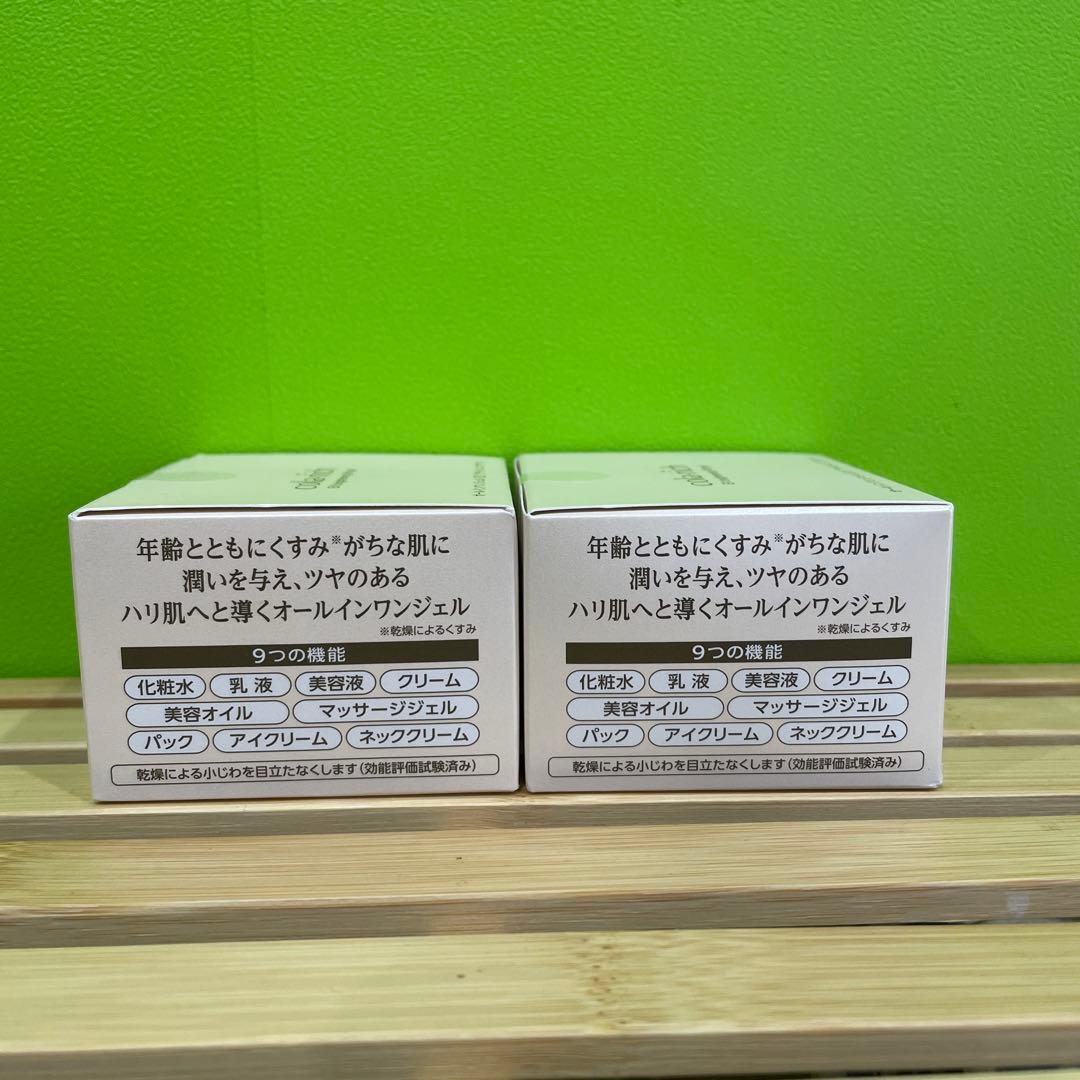 colla-rich
年齢とともにくすみ※がちな肌に
潤いを与え、ツヤのある
ハリ肌へと導くオールインワンジェル
※乾燥によるくすみ
9つの機能
化粧水 乳液 美容液 クリーム
美容オイル マッサージジェル
パック アイクリーム ネッククリーム
乾燥による小じわを目立たなくします(効能評価試験済み)
colla-rich
年齢とともにくすみ※がちな肌に
潤いを与え、ツヤのある
ハリ肌へと導くオールインワンジェル
※乾燥によるくすみ
9つの機能
化粧水 乳液 美容液 クリーム
美容オイル マッサージジェル
パック アイクリーム ネッククリーム
乾燥による小じわを目立たなくします(効能評価試験済み)